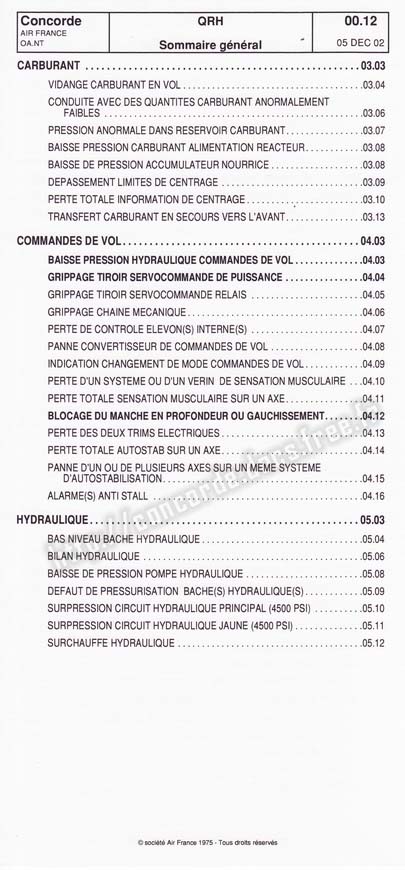 Concorde QRH 00.12
AIR FRANCE
OA.NT Sommaire général 05 DEC 02
CARBURANT ........ 03.03
VIDANGE CARBURANT EN VOL ........ 03.04
CONDUITE AVEC DES QUANTITES CARBURANT ANORMALEMENT
FAIBLES ........ 03.06
PRESSION ANORMALE DANS RESERVOIR CARBURANT ........ 03.07
BAISSE PRESSION CARBURANT ALIMENTATION REACTEUR ........ 03.08
BAISSE DE PRESSION ACCUMULATEUR NOURRICE ........ 03.08
DEPASSEMENT LIMITES DE CENTRAGE ........ 03.09
PERTE TOTALE INFORMATION DE CENTRAGE ........ 03.10
TRANSFERT CARBURANT EN SECOURS VERS L'AVANT ........ 03.13
COMMANDES DE VOL ........ 04.03
BAISSE PRESSION HYDRAULIQUE COMMANDES DE VOL ........ 04.03
GRIPPAGE TIROIR SERVOCOMMANDE DE PUISSANCE ........ 04.04
GRIPPAGE TIROIR SERVOCOMMANDE RELAIS ........ 04.05
GRIPPAGE CHAINE MECANIQUE ........ 04.06
PERTE DE CONTROLE ELEVON(S) INTERNE(S) ........ 04.07
PANNE CONVERTISSEUR DE COMMANDES DE VOL ........ 04.08
INDICATION CHANGEMENT DE MODE COMMANDES DE VOL ........ 04.09
PERTE D'UN SYSTEME OU D'UN VERIN DE SENSATION MUSCULAIRE ... 04.10
PERTE TOTALE SENSATION MUSCULAIRE SUR UN AXE ........ 04.11
BLOCAGE DU MANCHE EN PROFONDEUR OU GAUCHISSEMENT ........ 04.12
PERTE DES DEUX TRIMS ELECTRIQUES ........ 04.13
PERTE TOTALE AUTOSTAB SUR UN AXE ........ 04.14
PANNE D'UN OU DE PLUSIEURS AXES SUR UN MEME SYSTEME
D'AUTOSTABILISATION ........ 04.15
ALARME(S) ANTI STALL ........ 04.16
HYDRAULIQUE ........ 05.03
BAS NIVEAU BACHE HYDRAULIQUE ........ 05.04
BILAN HYDRAULIQUE ........ 05.06
BAISSE DE PRESSION POMPE HYDRAULIQUE ........ 05.08
DEFAUT DE PRESSURISATION BACHE(S) HYDRAULIQUE(S) ........ 05.09
SURPRESSION CIRCUIT HYDRAULIQUE PRINCIPAL (4500 PSI) ........ 05.10
SURPRESSION CIRCUIT HYDRAULIQUE JAUNE (4500 PSI) ........ 05.11
SURCHAUFFE HYDRAULIQUE ........ 05.12
http://concorde.dans.free.fr
© société Air France 1975 - Tous droits réservés